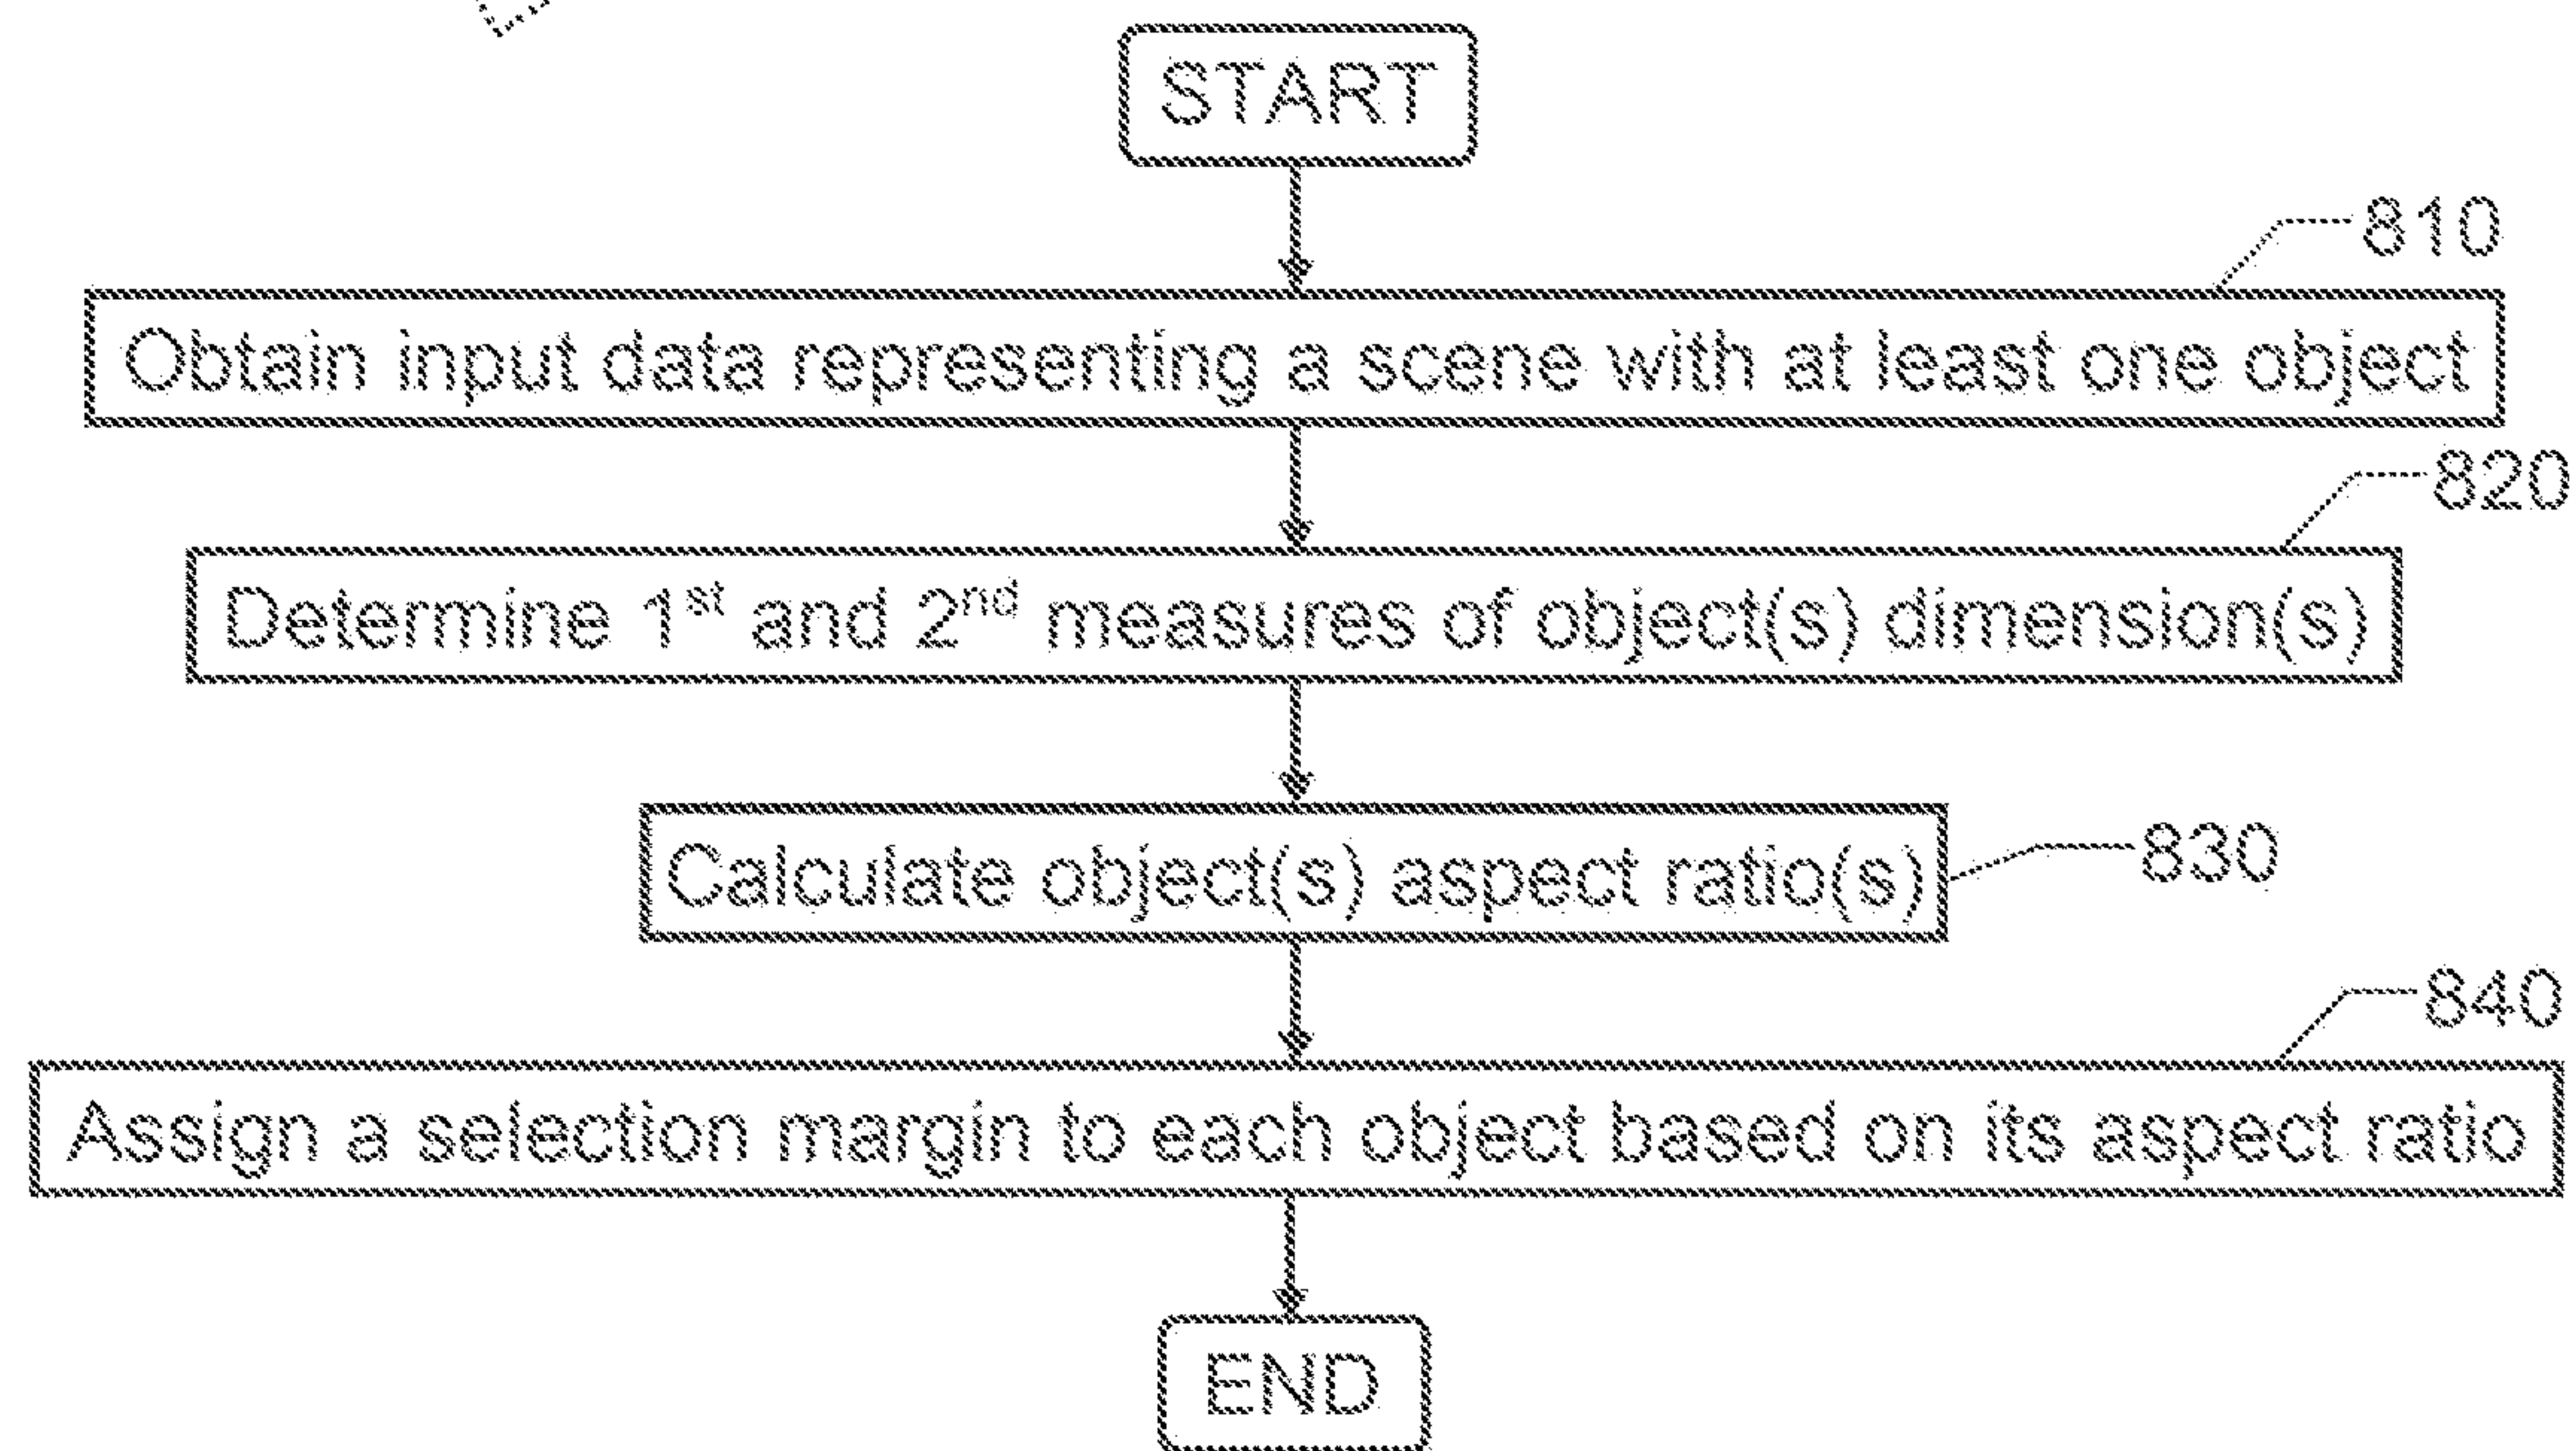 START
810
Obtain input data representing a scene with at least one object
820
Determine 1st and 2nd measures of object(s) dimension(s)
Calculate object(s) aspect ratio(s)
830
840
Assign a selection margin to each object based on its aspect ratio
END